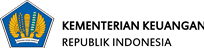 KEMENTERIAN KEUANGAN
REPUBLIK INDONESIA